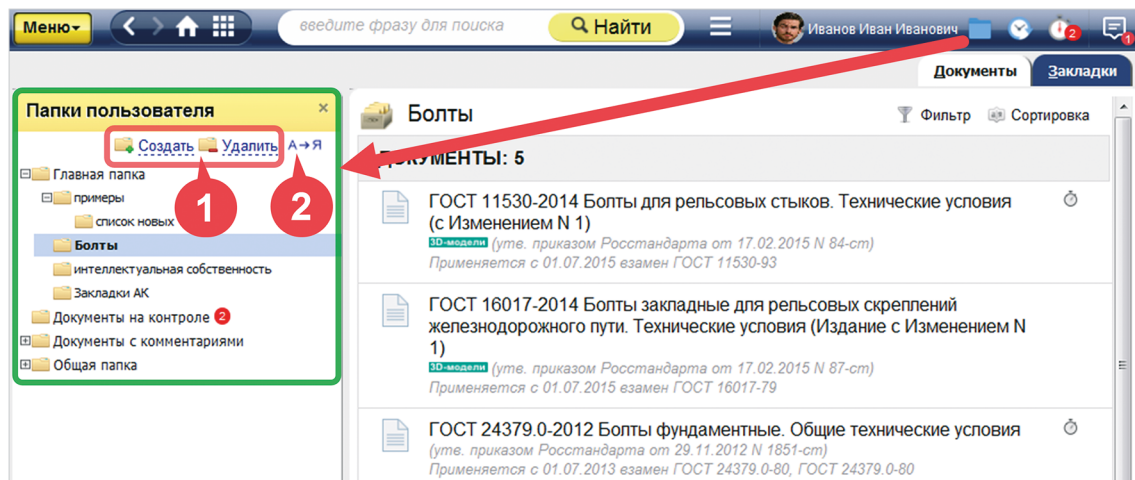 Меню
введите фразу для поиска
Найти
Иванов Иван Иванович
2
1
Документы
Закладки
Папки пользователя
×
Создать
Удалить
А→Я
1
2
Главная папка
примеры
список новых
Болты
интеллектуальная собственность
Закладки АК
Документы на контроле 2
Документы с комментариями
Общая папка
Болты
Фильтр
Сортировка
ДОКУМЕНТЫ: 5
ГОСТ 11530-2014 Болты для рельсовых стыков. Технические условия
(с Изменением N 1)
3D-модели (утв. приказом Росстандарта от 17.02.2015 N 84-ст)
Применяется с 01.07.2015 взамен ГОСТ 11530-93
ГОСТ 16017-2014 Болты закладные для рельсовых скреплений
железнодорожного пути. Технические условия (Издание с Изменением N
1)
3D-модели (утв. приказом Росстандарта от 17.02.2015 N 87-ст)
Применяется с 01.07.2015 взамен ГОСТ 16017-79
ГОСТ 24379.0-2012 Болты фундаментные. Общие технические условия
(утв. приказом Росстандарта от 29.11.2012 N 1851-ст)
Применяется с 01.07.2013 взамен ГОСТ 24379.0-80, ГОСТ 24379.0-80